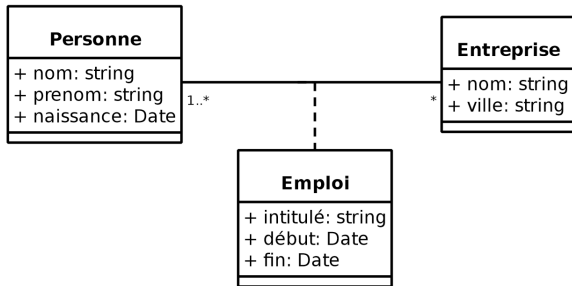 Personne
+ nom: string
+ prenom: string
+ naissance: Date
1..*
*
Entreprise
+ nom: string
+ ville: string
Emploi
+ intitulé: string
+ début: Date
+ fin: Date